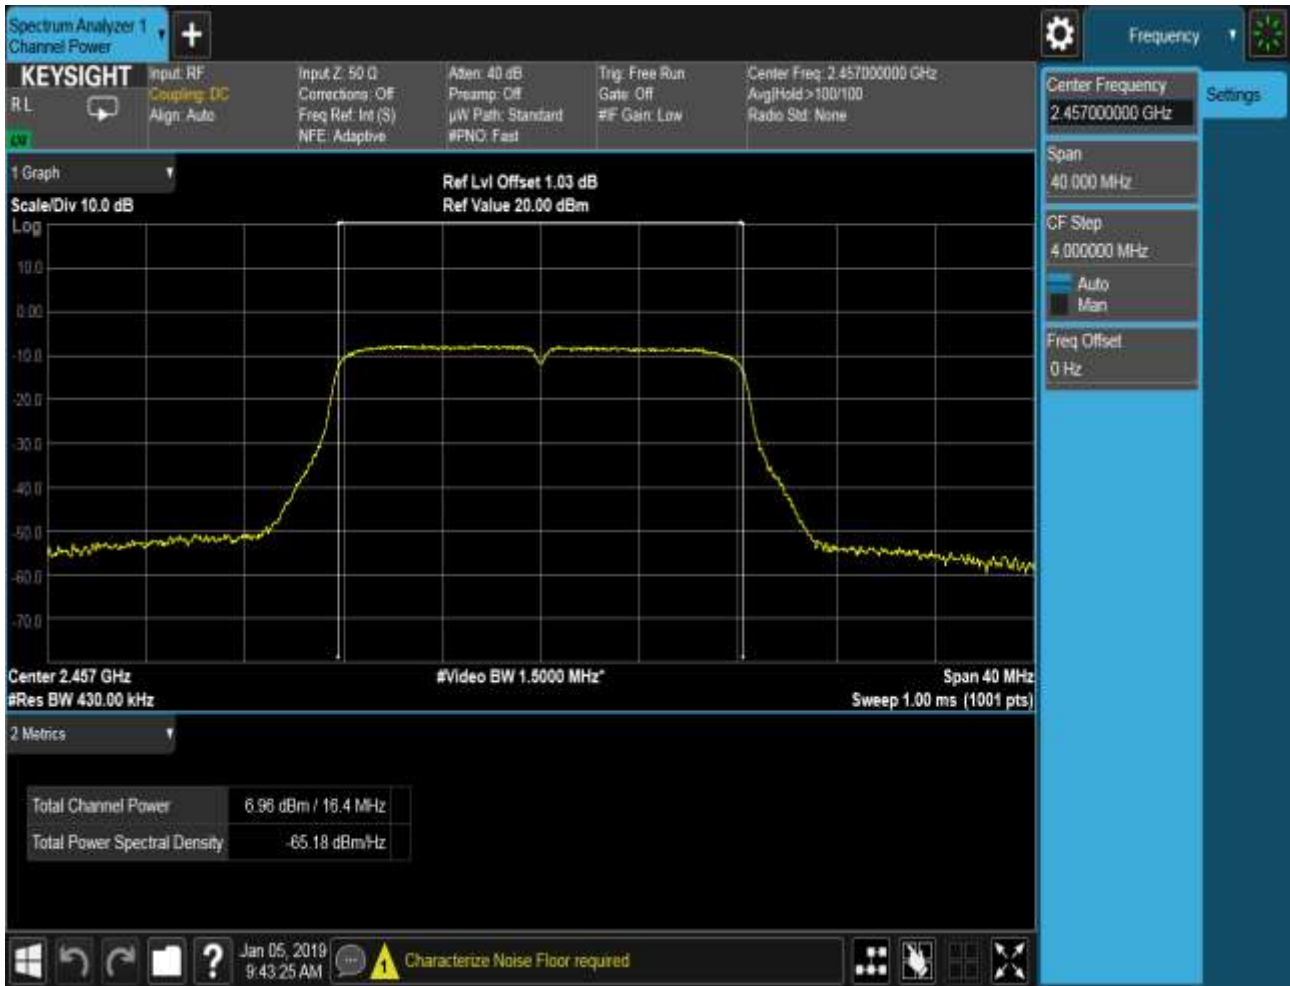 Spectrum Analyzer 1
Channel Power
Frequency
KEYSIGHT
RL
LXI
Input: RF
Coupling: DC
Align: Auto
Input Z: 50 Ω
Corrections: Off
Freq Ref: Int (S)
NFE: Adaptive
Atten: 40 dB
Preamp: Off
µW Path: Standard
#PNO: Fast
Trig: Free Run
Gate: Off
#IF Gain: Low
Center Freq: 2.457000000 GHz
Avg|Hold:>100/100
Radio Std: None
Center Frequency
2.457000000 GHz
Settings
Span
40.000 MHz
CF Step
4.000000 MHz
Auto
Man
Freq Offset
0 Hz
1 Graph
Scale/Div 10.0 dB
Ref Lvl Offset 1.03 dB
Ref Value 20.00 dBm
Log
10.0
0.00
-10.0
-20.0
-30.0
-40.0
-50.0
-60.0
-70.0
Center 2.457 GHz
#Res BW 430.00 kHz
#Video BW 1.5000 MHz*
Span 40 MHz
Sweep 1.00 ms (1001 pts)
2 Metrics
Total Channel Power 6.96 dBm / 16.4 MHz
Total Power Spectral Density -65.18 dBm/Hz
Jan 05, 2019
9:43:25 AM
1
Characterize Noise Floor required